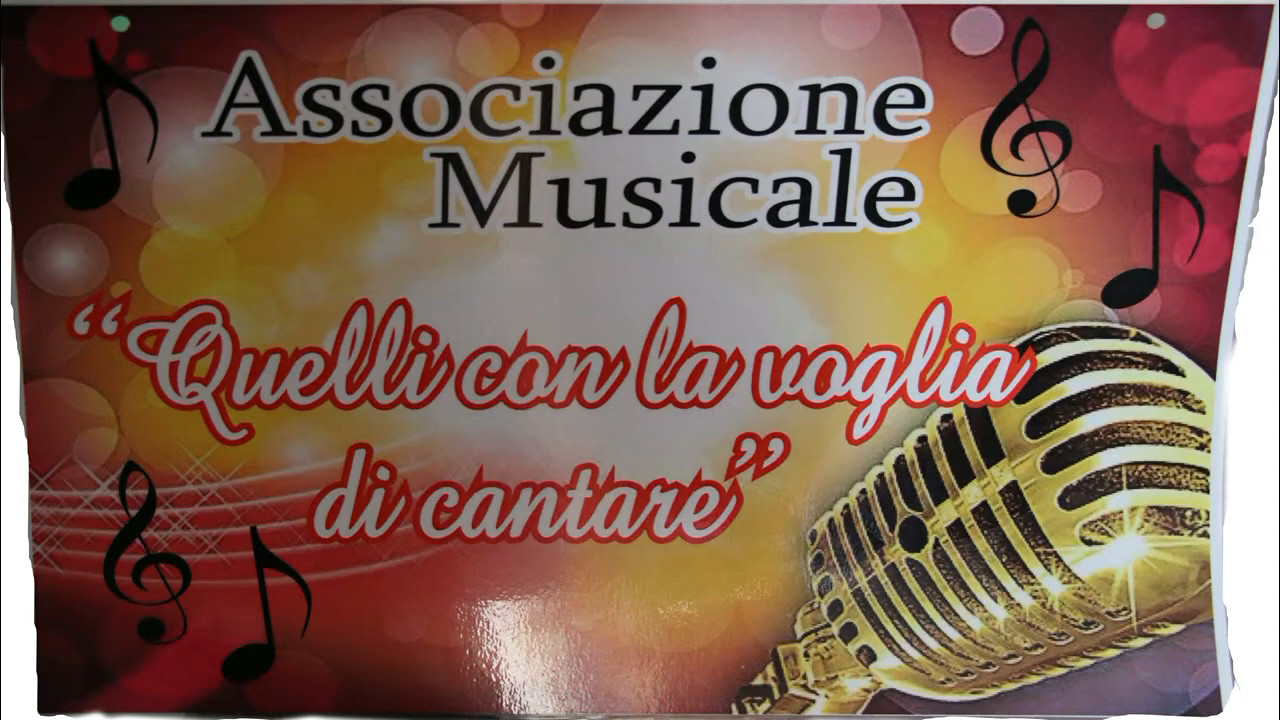 Associazione
Musicale
“Quelli con la voglia
di cantare”